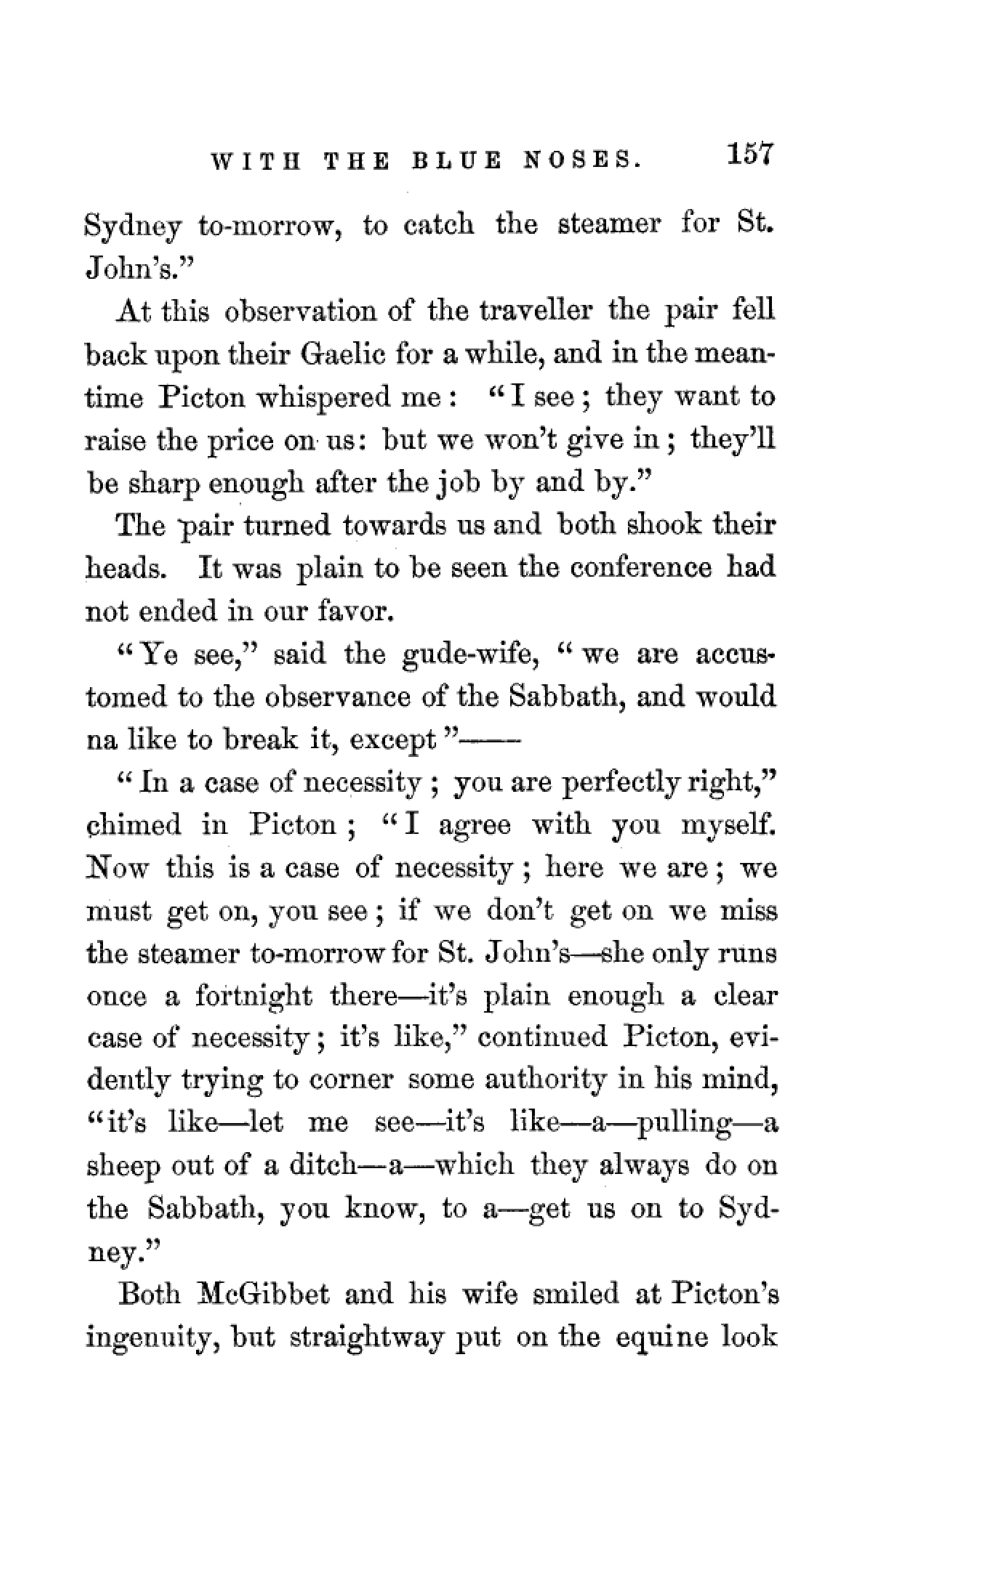 WITH THE BLUE NOSES. 157
Sydney to-morrow, to catch the steamer for St.
John's."
At this observation of the traveller the pair fell
back upon their Gaelic for a while, and in the mean-
time Picton whispered me : "I see ; they want to
raise the price on us: but we won't give in ; they'll
be sharp enough after the job by and by."
The pair turned towards us and both shook their
heads. It was plain to be seen the conference had
not ended in our favor.
"Ye see," said the gude-wife, "we are accus-
tomed to the observance of the Sabbath, and would
na like to break it, except"——
"In a case of necessity ; you are perfectly right,"
chimed in Picton ; "I agree with you myself.
Now this is a case of necessity ; here we are ; we
must get on, you see ; if we don't get on we miss
the steamer to-morrow for St. John's—she only runs
once a fortnight there—it's plain enough a clear
case of necessity ; it's like," continued Picton, evi-
dently trying to corner some authority in his mind,
"it's like—let me see—it's like—a—pulling—a
sheep out of a ditch—a—which they always do on
the Sabbath, you know, to a—get us on to Syd-
ney."
Both McGibbet and his wife smiled at Picton's
ingenuity, but straightway put on the equine look